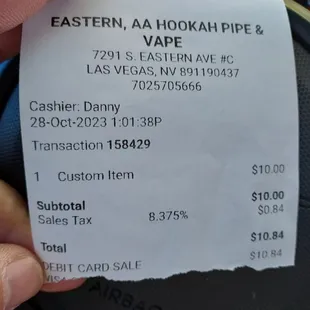 EASTERN, AA HOOKAH PIPE &
VAPE
7291 S. EASTERN AVE #C
LAS VEGAS, NV 891190437
7025705666
Cashier: Danny
28-Oct-2023 1:01:38P
Transaction 158429
1 Custom Item $10.00
Subtotal $10.00
Sales Tax 8.375% $0.84
Total $10.84
DEBIT CARD SALE $10.84
VISA
AIRBAG